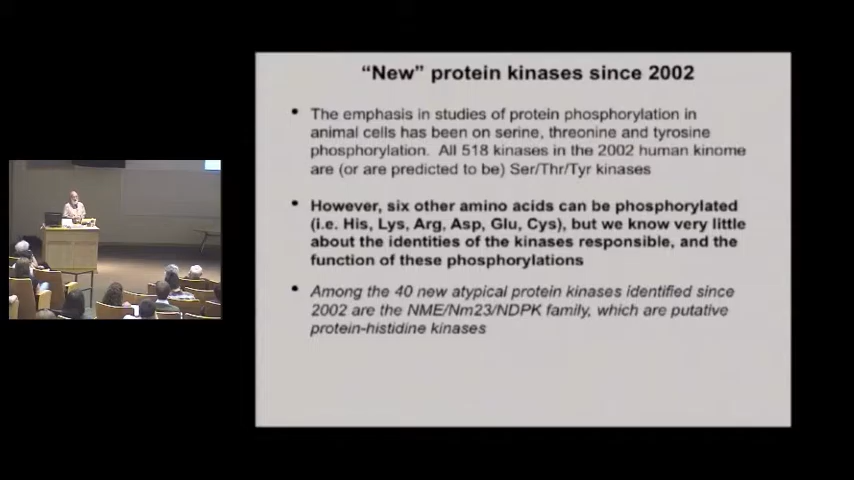 “New” protein kinases since 2002
• The emphasis in studies of protein phosphorylation in
animal cells has been on serine, threonine and tyrosine
phosphorylation. All 518 kinases in the 2002 human kinome
are (or are predicted to be) Ser/Thr/Tyr kinases
• However, six other amino acids can be phosphorylated
(i.e. His, Lys, Arg, Asp, Glu, Cys), but we know very little
about the identities of the kinases responsible, and the
function of these phosphorylations
• Among the 40 new atypical protein kinases identified since
2002 are the NME/Nm23/NDPK family, which are putative
protein-histidine kinases